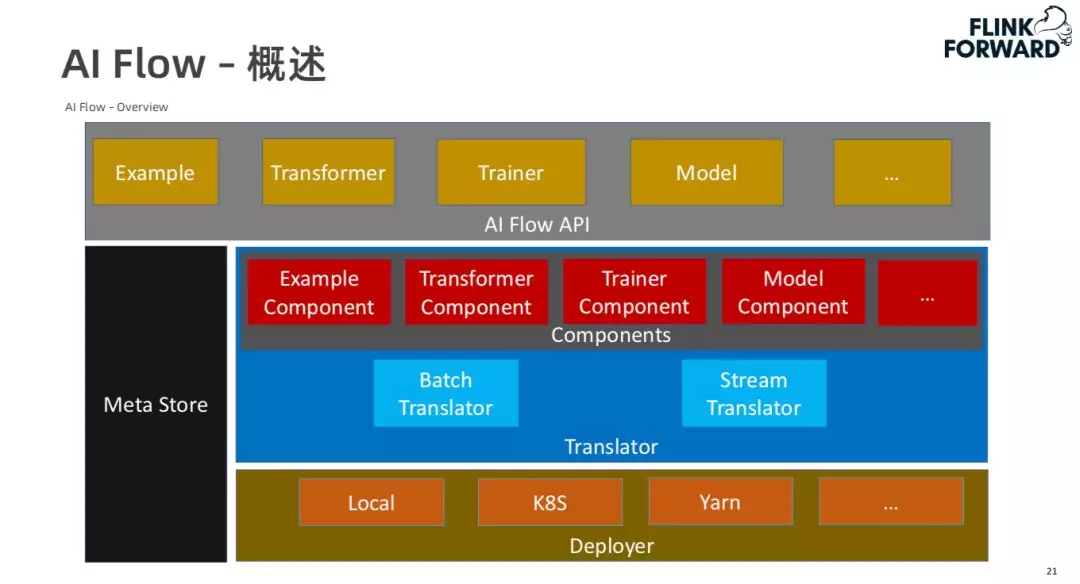 FLINK
FORWARD
AI Flow – 概述
AI Flow – Overview
Example
Transformer
Trainer
Model
...
AI Flow API
Meta Store
Example
Component
Transformer
Component
Trainer
Component
Model
Component
...
Components
Batch
Translator
Stream
Translator
Translator
Local
K8S
Yarn
...
Deployer
21